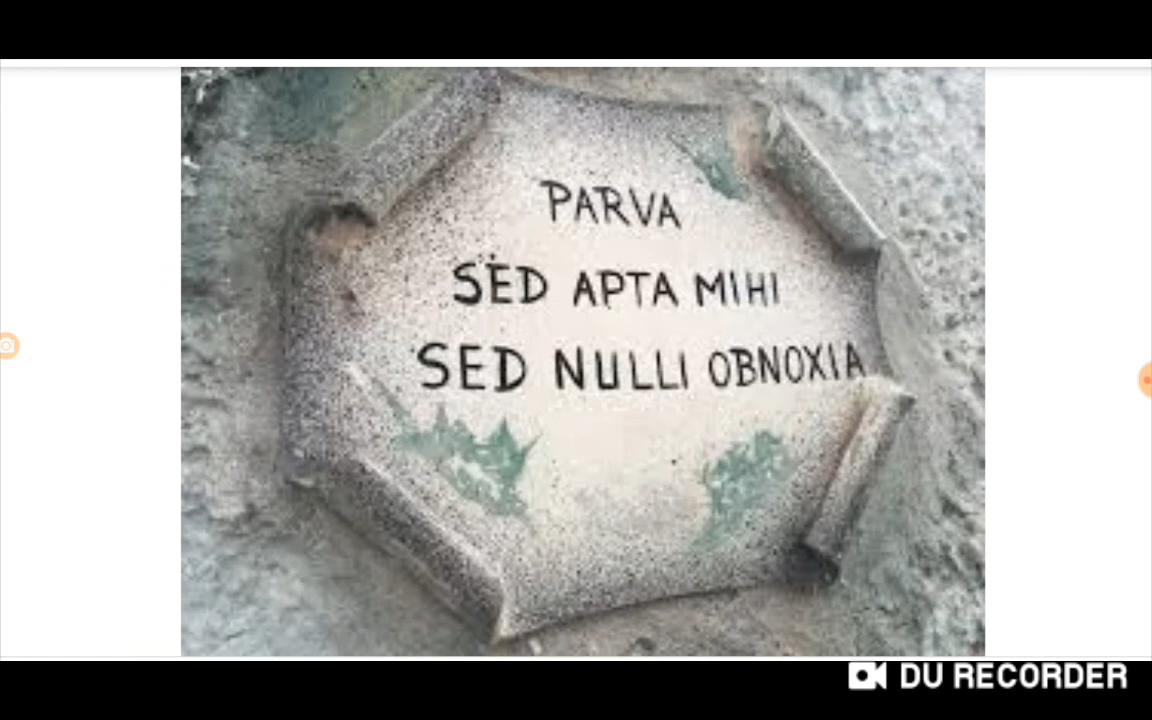 PARVA
SED APTA MIHI
SED NULLI OBNOXIA
DU RECORDER